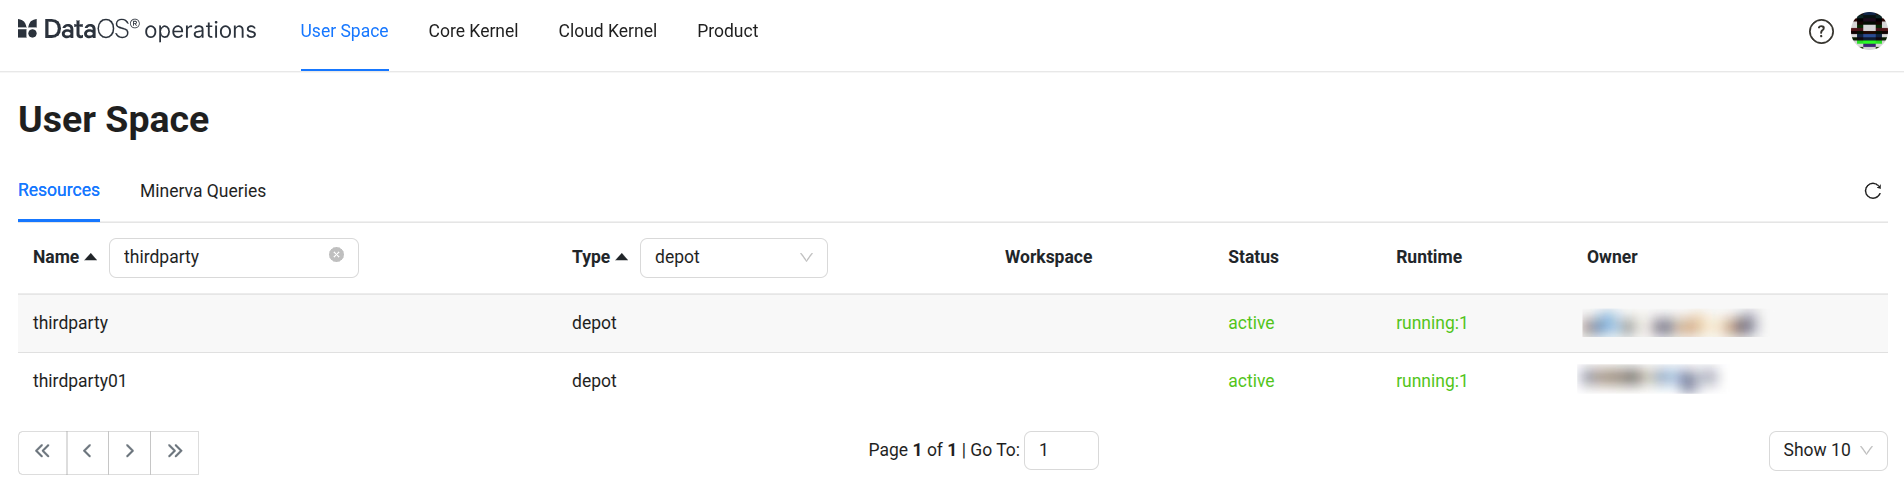 DataOS® operations User Space Core Kernel Cloud Kernel Product ?
User Space
Resources Minerva Queries
Name thirdparty Type depot Workspace Status Runtime Owner
thirdparty depot active running:1
thirdparty01 depot active running:1
Page 1 of 1 | Go To: 1 Show 10